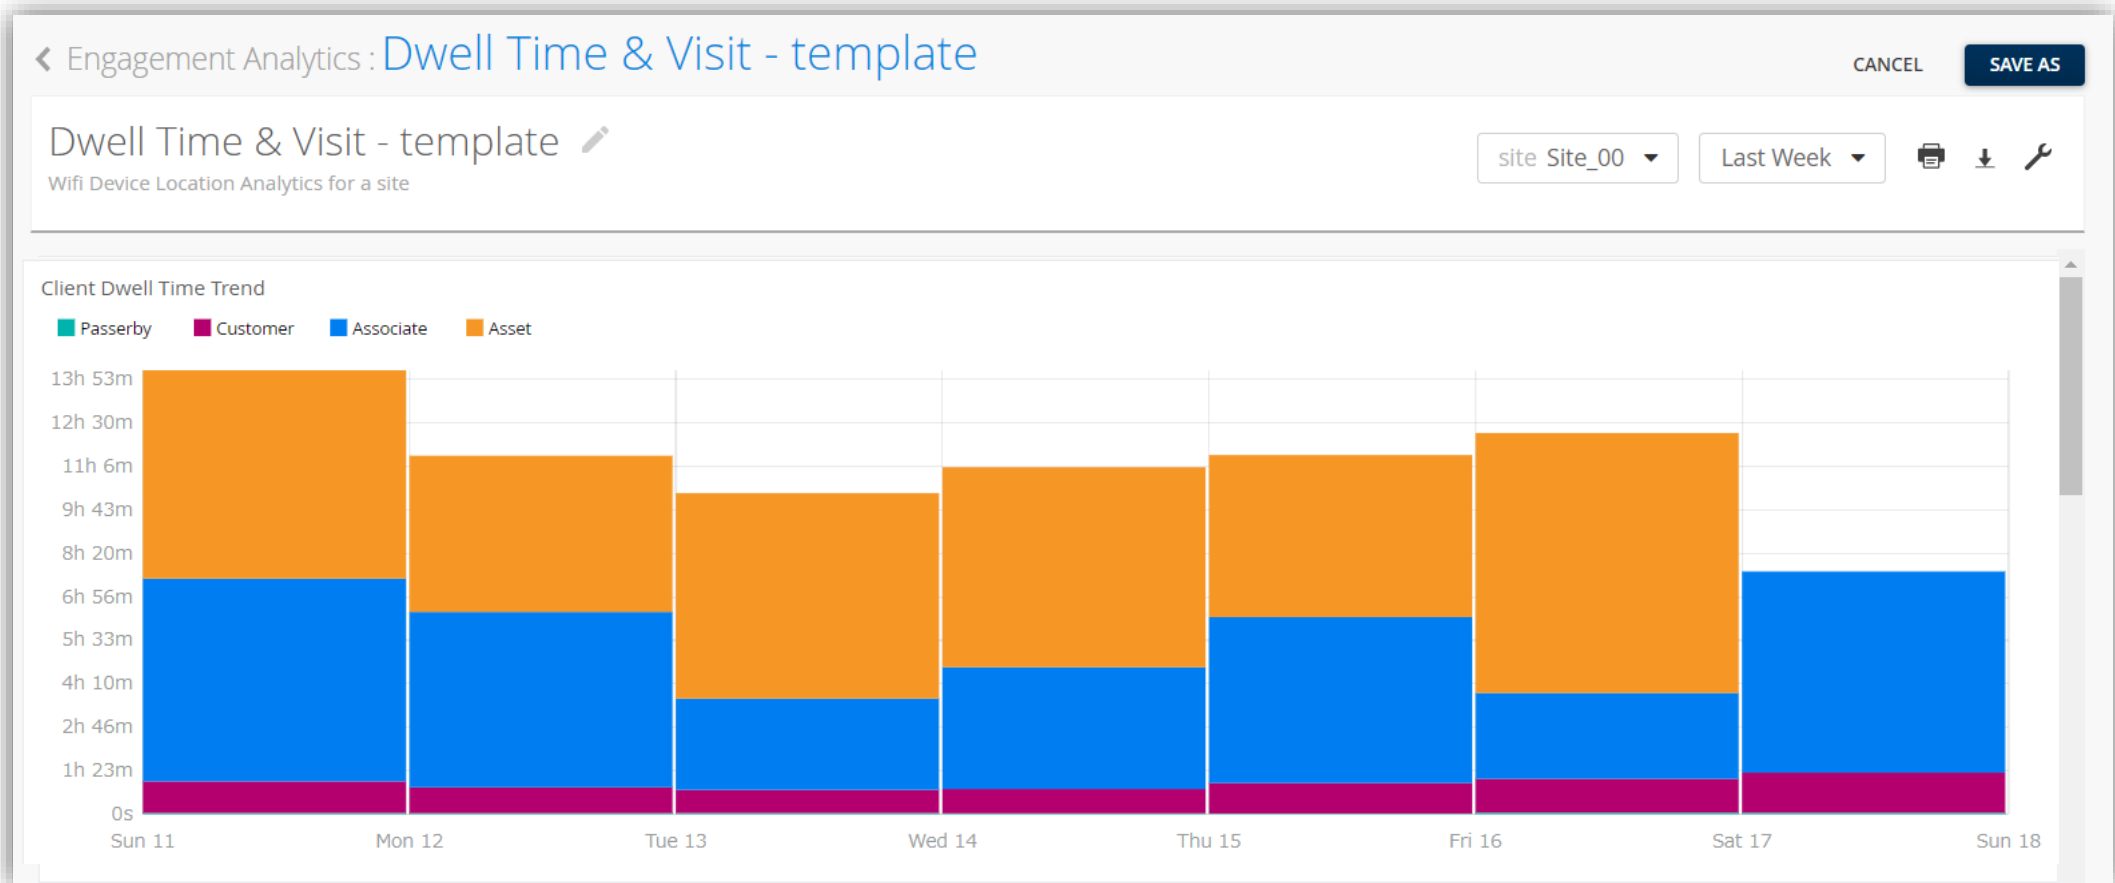 Engagement Analytics : Dwell Time & Visit - template
CANCEL
SAVE AS
Dwell Time & Visit - template
Wifi Device Location Analytics for a site
site Site_00
Last Week
Client Dwell Time Trend
Passerby Customer Associate Asset
13h 53m
12h 30m
11h 6m
9h 43m
8h 20m
6h 56m
5h 33m
4h 10m
2h 46m
1h 23m
0s
Sun 11 Mon 12 Tue 13 Wed 14 Thu 15 Fri 16 Sat 17 Sun 18